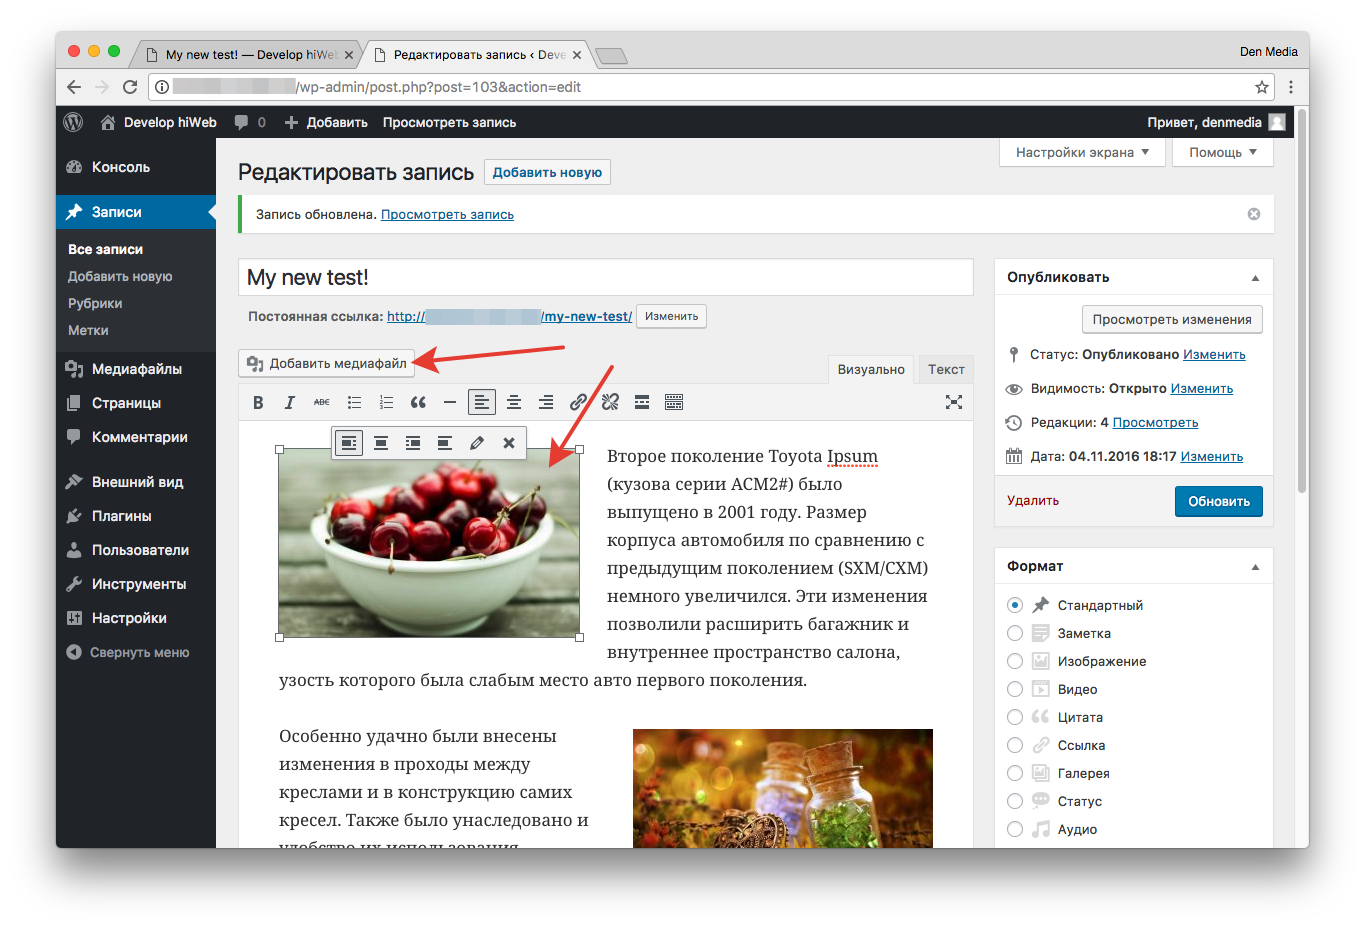 My new test! — Develop hiWeb
Редактировать запись ‹ Deve
Den Media
/wp-admin/post.php?post=103&action=edit
Develop hiWeb
0
Добавить
Просмотреть запись
Привет, denmedia
Консоль
Записи
Все записи
Добавить новую
Рубрики
Метки
Медиафайлы
Страницы
Комментарии
Внешний вид
Плагины
Пользователи
Инструменты
Настройки
Свернуть меню
Настройки экрана
Помощь
Редактировать запись
Добавить новую
Запись обновлена. Просмотреть запись
My new test!
Постоянная ссылка: http:// /my-new-test/ Изменить
Добавить медиафайл
Визуально
Текст
B I ABC
Второе поколение Toyota Ipsum
(кузова серии ACM2#) было
выпущено в 2001 году. Размер
корпуса автомобиля по сравнению с
предыдущим поколением (SXM/CXM)
немного увеличился. Эти изменения
позволили расширить багажник и
внутреннее пространство салона,
узость которого была слабым место авто первого поколения.
Особенно удачно были внесены
изменения в проходы между
креслами и в конструкцию самих
кресел. Также было унаследовано и
удобство их использования
Опубликовать
Просмотреть изменения
Статус: Опубликовано Изменить
Видимость: Открыто Изменить
Редакции: 4 Просмотреть
Дата: 04.11.2016 18:17 Изменить
Удалить
Обновить
Формат
Стандартный
Заметка
Изображение
Видео
Цитата
Ссылка
Галерея
Статус
Аудио